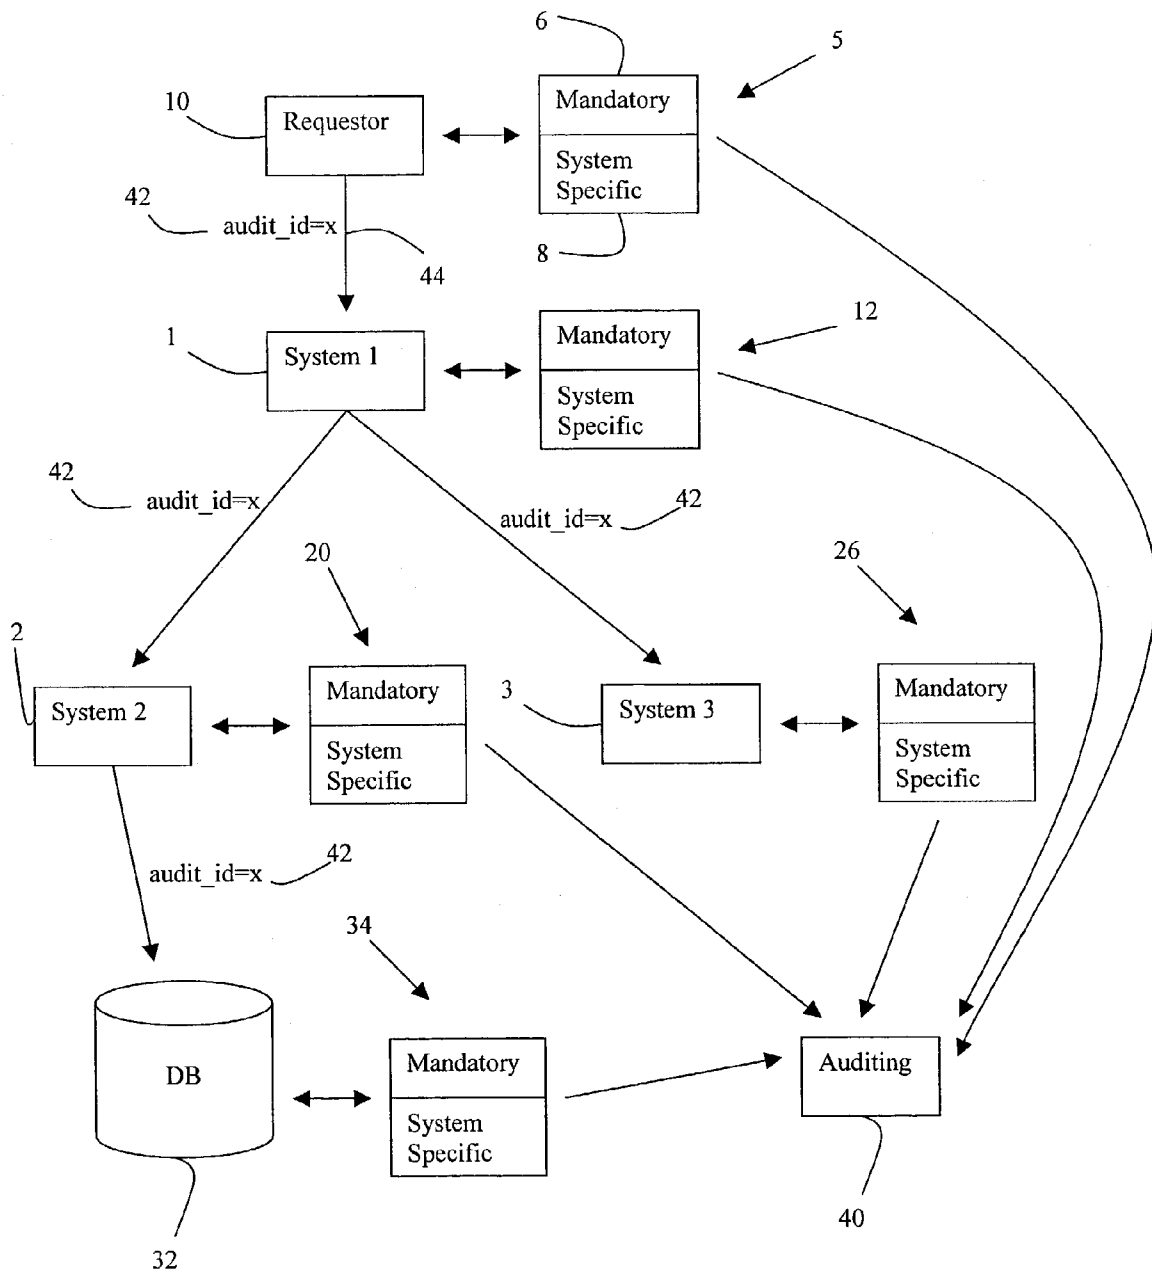 6
5
10
Requestor
Mandatory
System
Specific
42
audit_id=x
8
44
1
System 1
12
Mandatory
System
Specific
42
audit_id=x
audit_id=x
42
20
26
2
System 2
Mandatory
System
Specific
3
System 3
Mandatory
System
Specific
audit_id=x
42
34
DB
Mandatory
System
Specific
Auditing
32
40